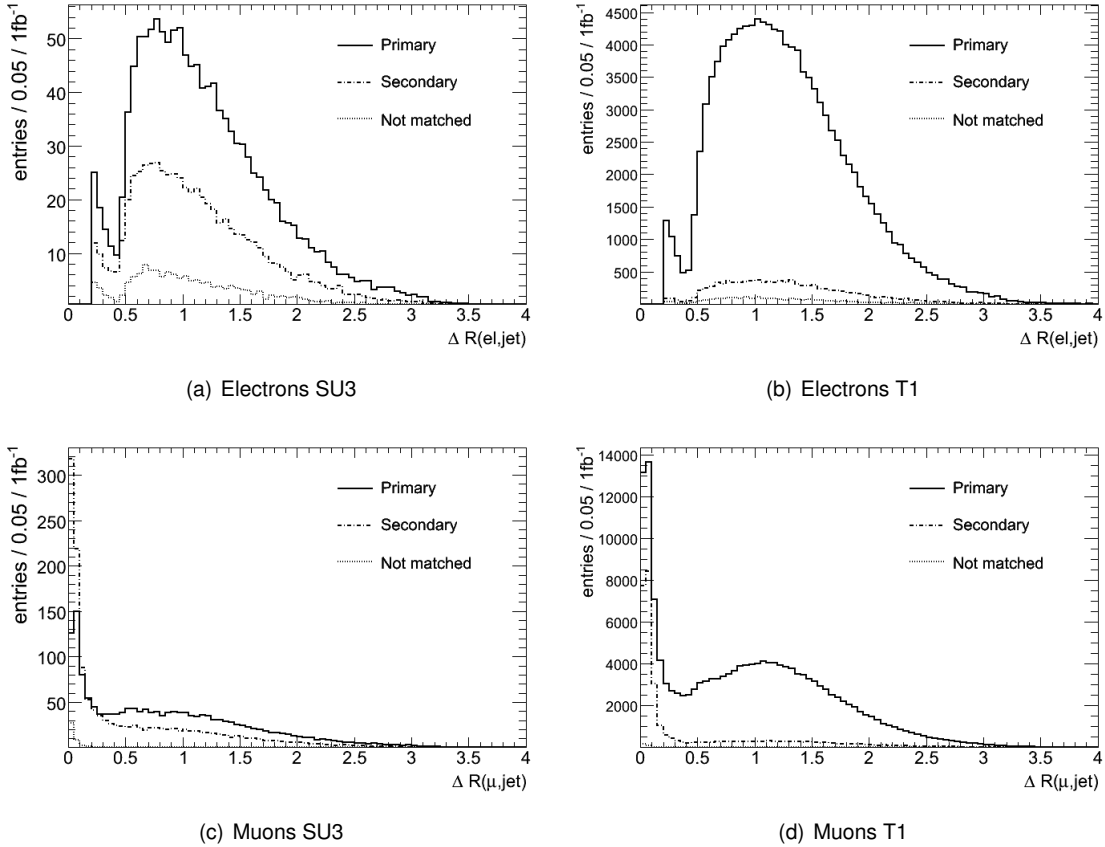 entries / 0.05 / 1fb⁻¹
50
40
30
20
10
Primary
Secondary
Not matched
0 0.5 1 1.5 2 2.5 3 3.5 4
Δ R(el,jet)
(a) Electrons SU3
entries / 0.05 / 1fb⁻¹
4500
4000
3500
3000
2500
2000
1500
1000
500
0
Primary
Secondary
Not matched
0 0.5 1 1.5 2 2.5 3 3.5 4
Δ R(el,jet)
(b) Electrons T1
entries / 0.05 / 1fb⁻¹
300
250
200
150
100
50
Primary
Secondary
Not matched
0 0.5 1 1.5 2 2.5 3 3.5 4
Δ R(μ,jet)
(c) Muons SU3
entries / 0.05 / 1fb⁻¹
14000
12000
10000
8000
6000
4000
2000
0
Primary
Secondary
Not matched
0 0.5 1 1.5 2 2.5 3 3.5 4
Δ R(μ,jet)
(d) Muons T1